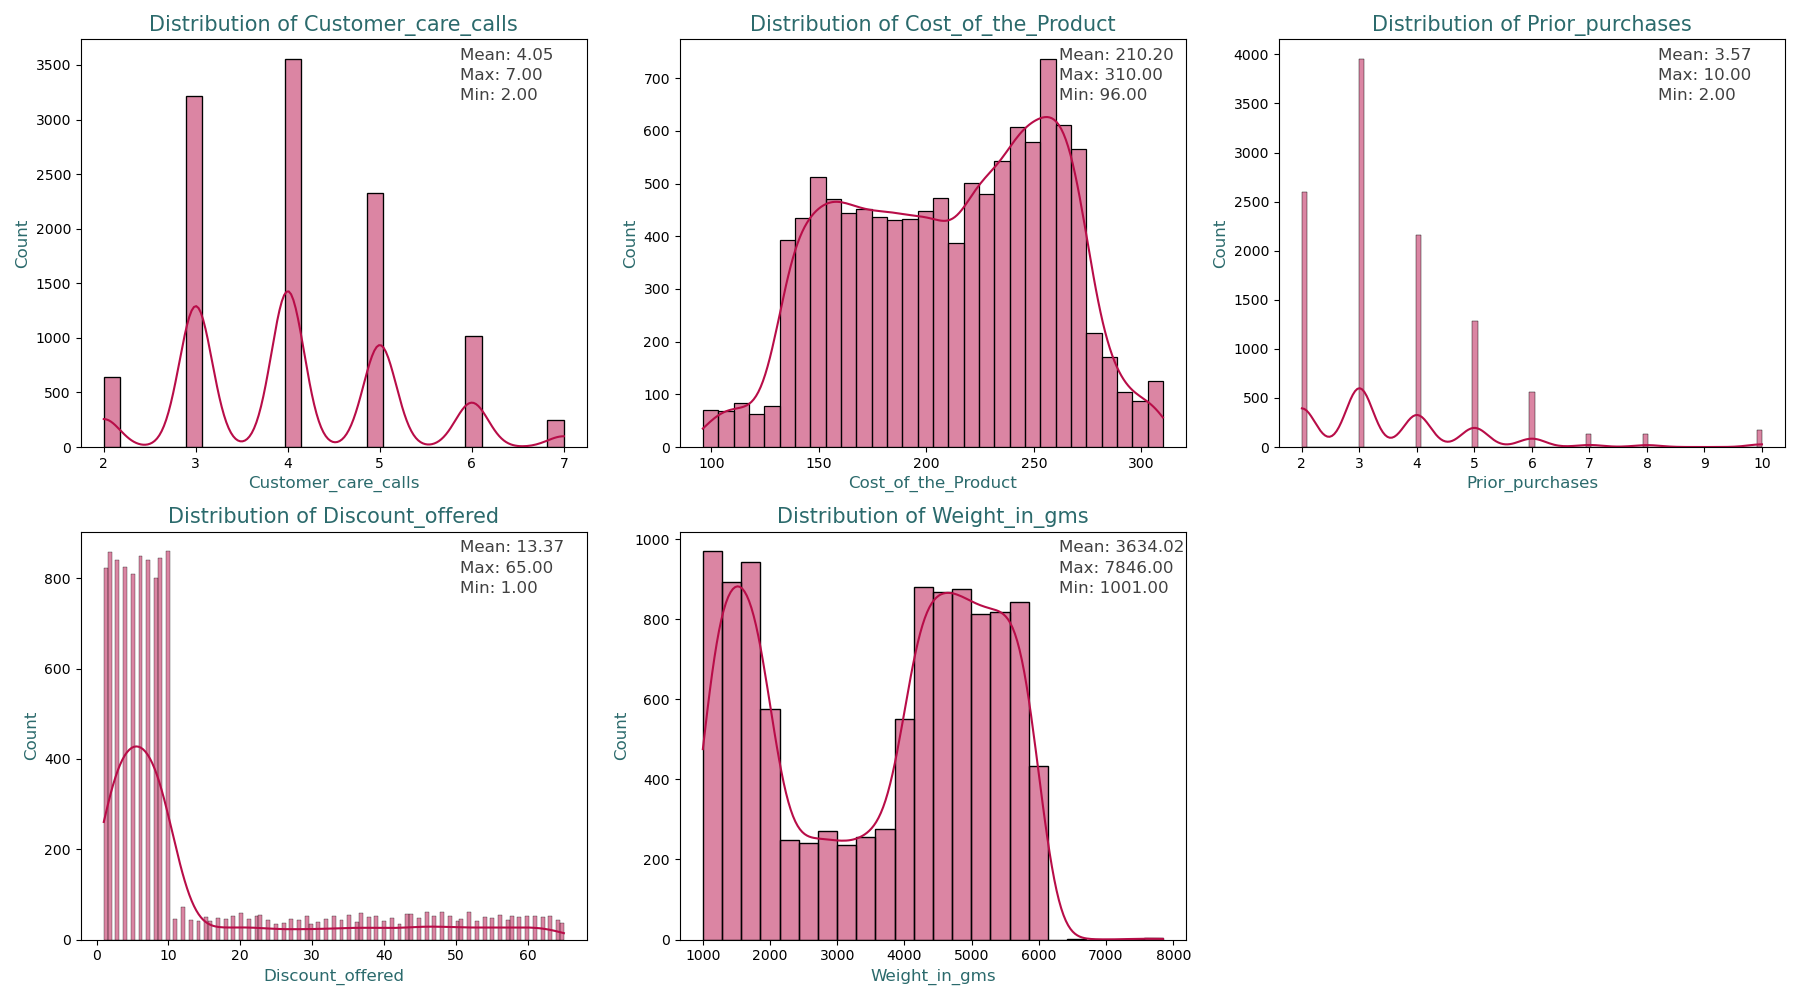 Distribution of Customer_care_calls
Mean: 4.05
Max: 7.00
Min: 2.00
3500
3000
2500
2000
1500
1000
500
0
Count
2 3 4 5 6 7
Customer_care_calls
Distribution of Cost_of_the_Product
Mean: 210.20
Max: 310.00
Min: 96.00
700
600
500
400
300
200
100
0
Count
100 150 200 250 300
Cost_of_the_Product
Distribution of Prior_purchases
Mean: 3.57
Max: 10.00
Min: 2.00
4000
3500
3000
2500
2000
1500
1000
500
0
Count
2 3 4 5 6 7 8 9 10
Prior_purchases
Distribution of Discount_offered
Mean: 13.37
Max: 65.00
Min: 1.00
800
600
400
200
0
Count
0 10 20 30 40 50 60
Discount_offered
Distribution of Weight_in_gms
Mean: 3634.02
Max: 7846.00
Min: 1001.00
1000
800
600
400
200
0
Count
1000 2000 3000 4000 5000 6000 7000 8000
Weight_in_gms